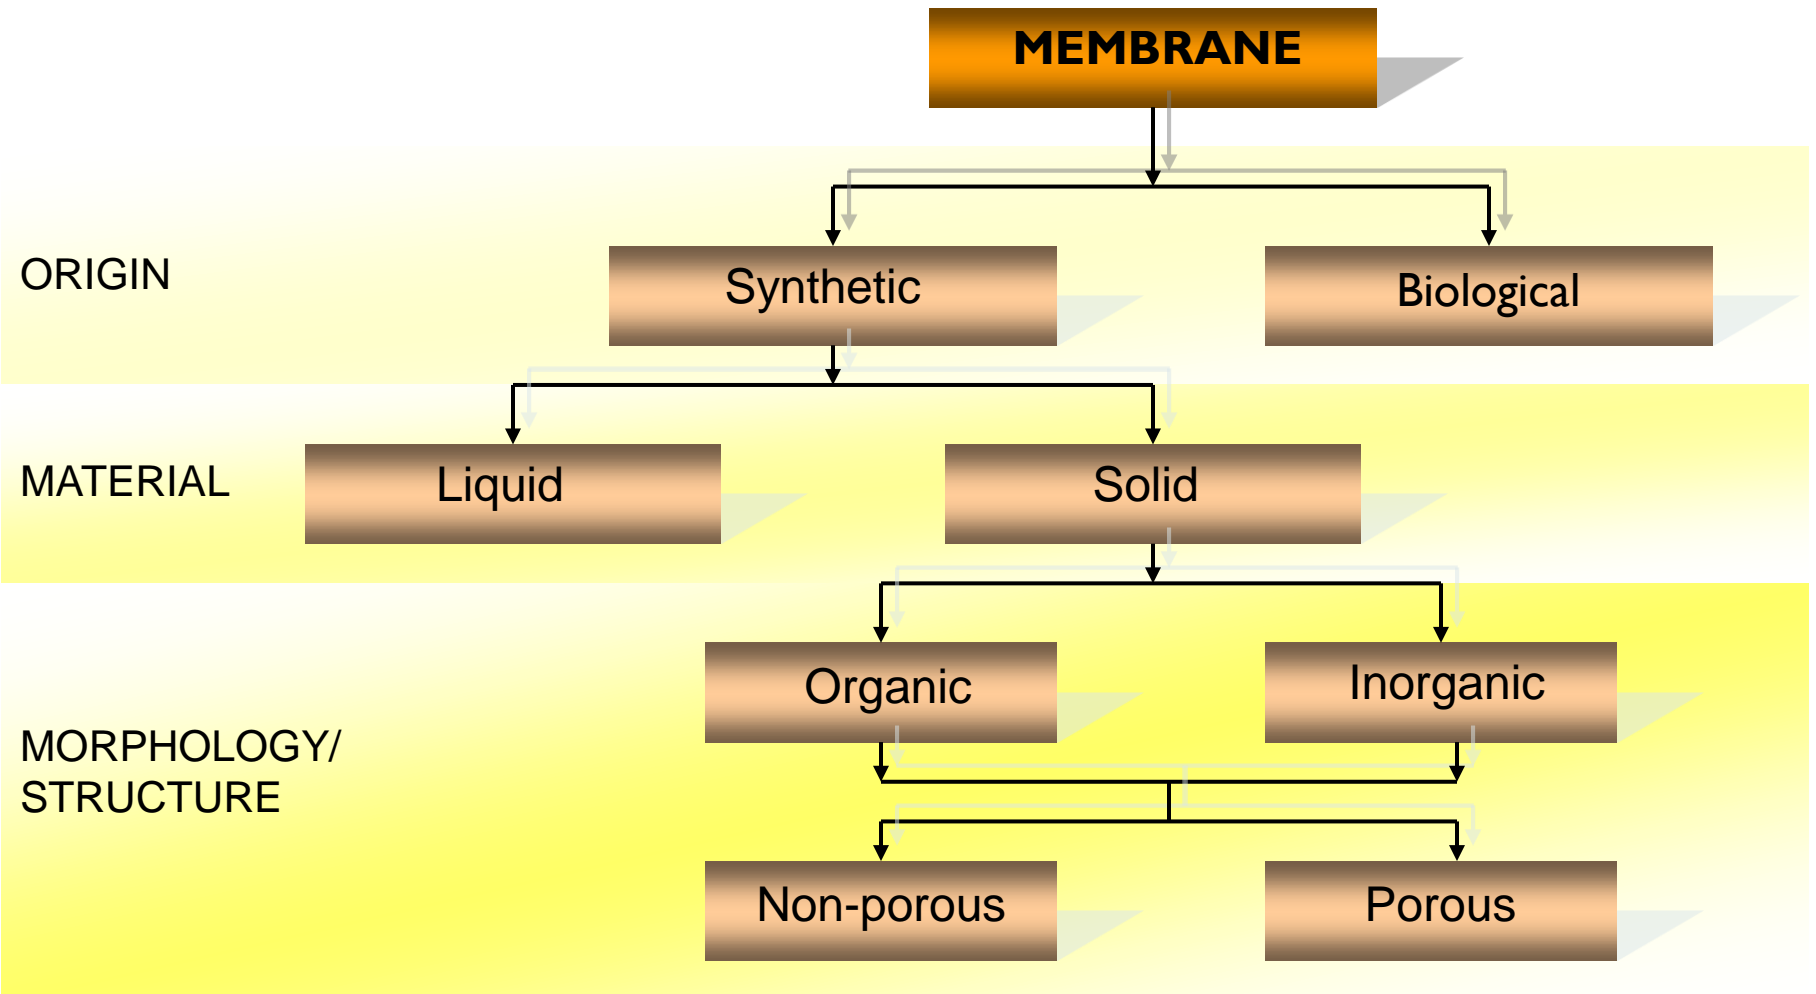 MEMBRANE
ORIGIN
Synthetic
Biological
MATERIAL
Liquid
Solid
Organic
Inorganic
MORPHOLOGY/
STRUCTURE
Non-porous
Porous